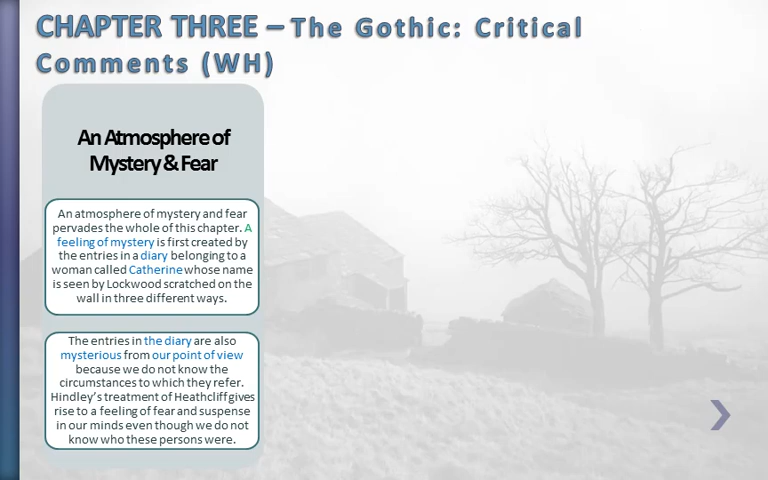 CHAPTER THREE – The Gothic: Critical
Comments (WH)
An Atmosphere of
Mystery & Fear
An atmosphere of mystery and fear
pervades the whole of this chapter. A
feeling of mystery is first created by
the entries in a diary belonging to a
woman called Catherine whose name
is seen by Lockwood scratched on the
wall in three different ways.
The entries in the diary are also
mysterious from our point of view
because we do not know the
circumstances to which they refer.
Hindley's treatment of Heathcliff gives
rise to a feeling of fear and suspense
in our minds even though we do not
know who these persons were.